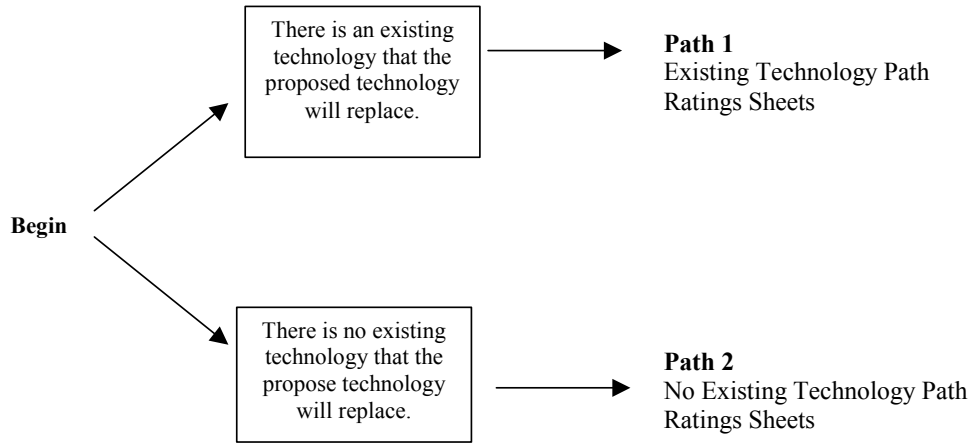 There is an existing
technology that the
proposed technology
will replace.
Path 1
Existing Technology Path
Ratings Sheets
Begin
There is no existing
technology that the
propose technology
will replace.
Path 2
No Existing Technology Path
Ratings Sheets